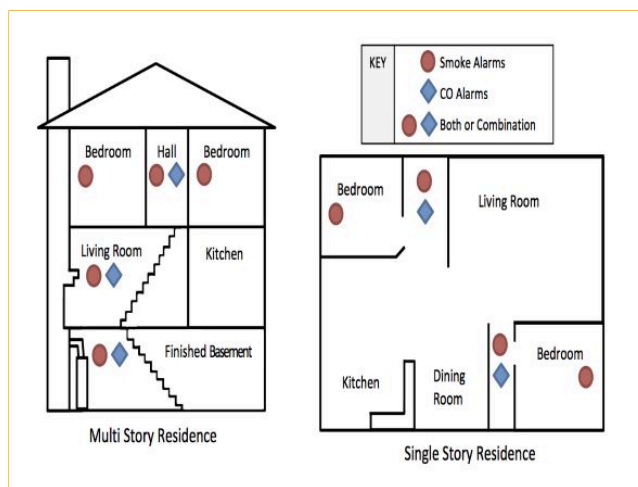 KEY
Smoke Alarms
CO Alarms
Both or Combination
Bedroom
Hall
Bedroom
Living Room
Kitchen
Finished Basement
Multi Story Residence
Bedroom
Living Room
Kitchen
Dining
Room
Bedroom
Single Story Residence